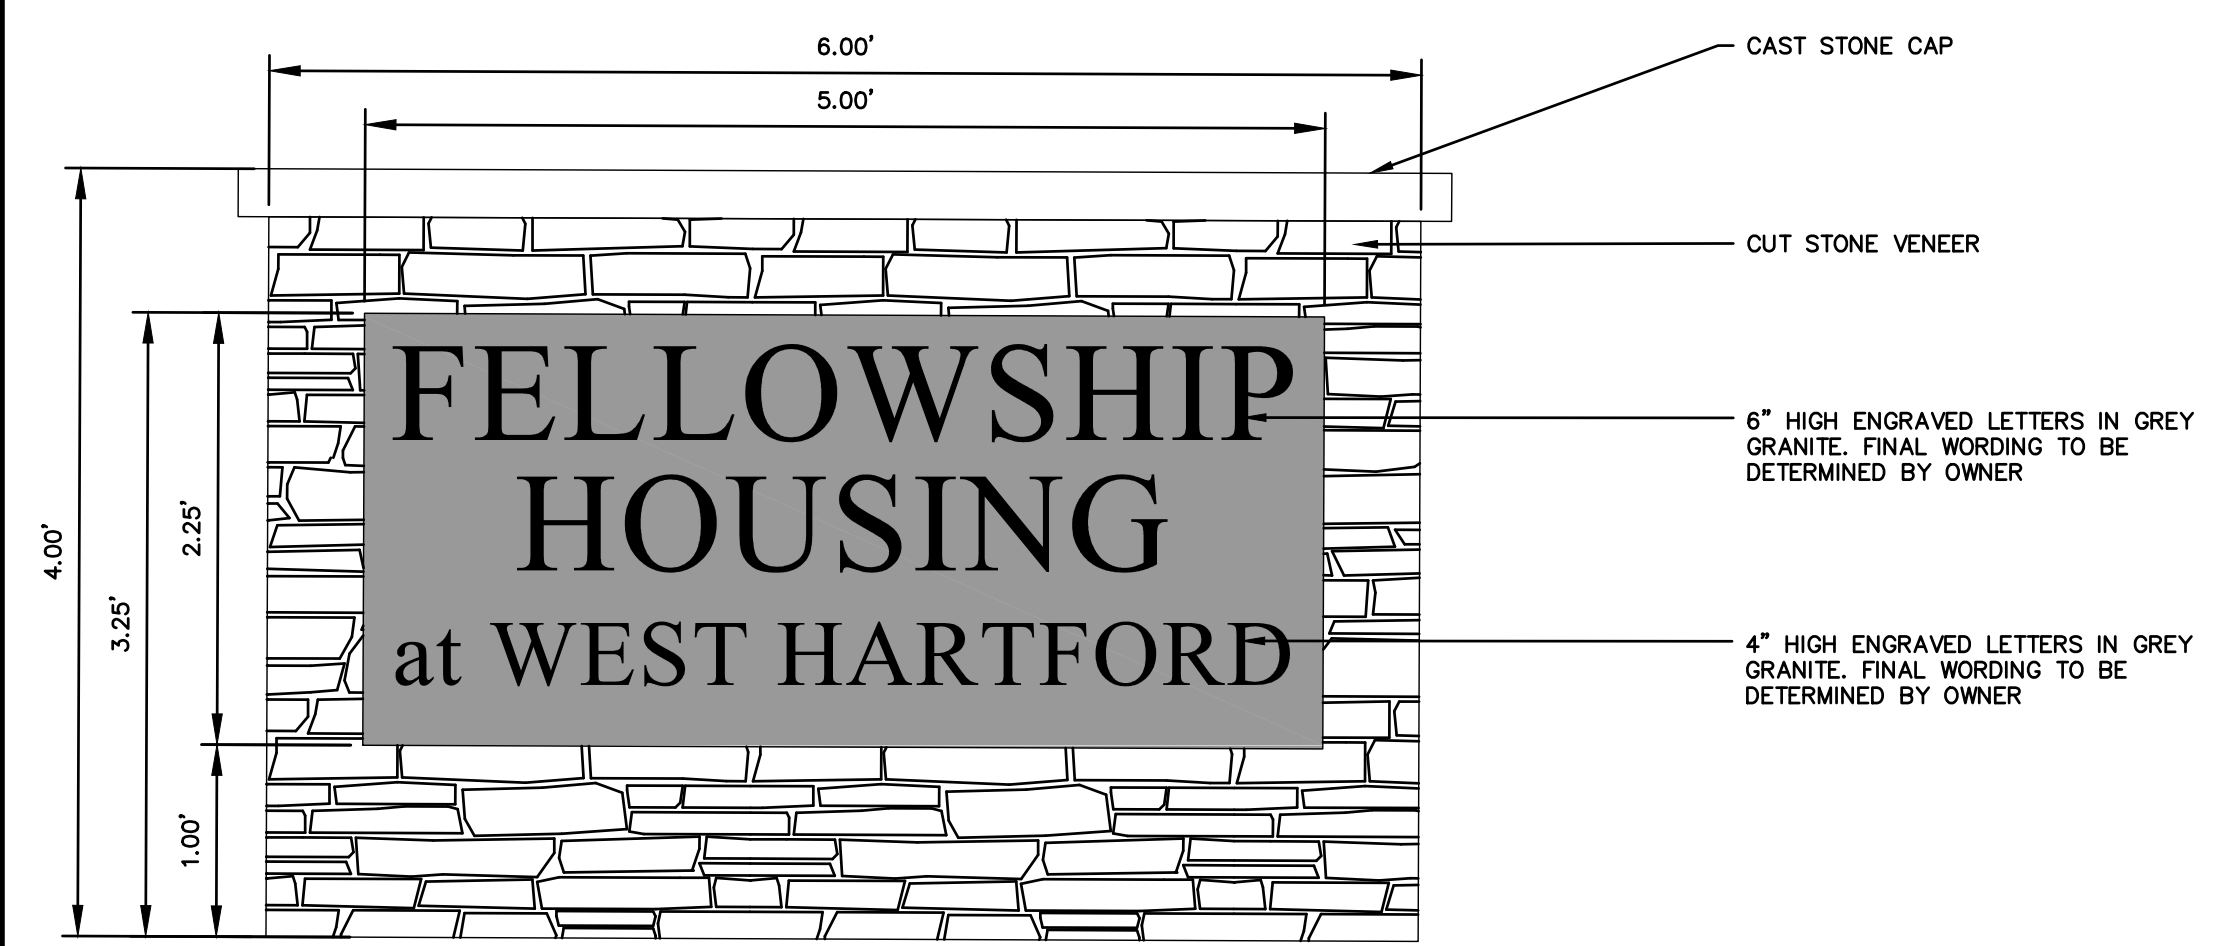 6.00'
5.00'
CAST STONE CAP
CUT STONE VENEER
FELLOWSHIP
HOUSING
at WEST HARTFORD
6” HIGH ENGRAVED LETTERS IN GREY
GRANITE. FINAL WORDING TO BE
DETERMINED BY OWNER
4” HIGH ENGRAVED LETTERS IN GREY
GRANITE. FINAL WORDING TO BE
DETERMINED BY OWNER
4.00'
3.25'
2.25'
1.00'